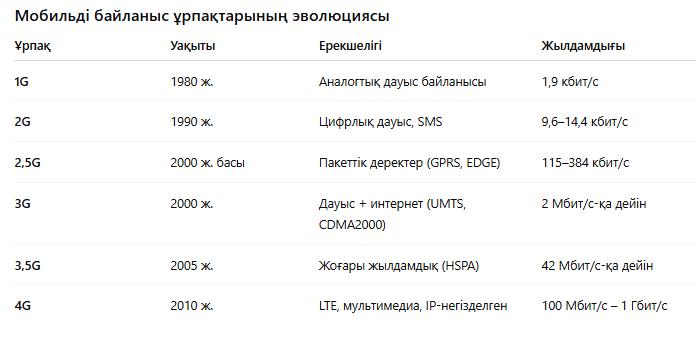 Мобильді байланыс ұрпақтарының эволюциясы
Ұрпақ Уақыты Ерекшелігі Жылдамдығы
1G 1980 ж. Аналогтық дауыс байланысы 1,9 кбит/с
2G 1990 ж. Цифрлық дауыс, SMS 9,6–14,4 кбит/с
2,5G 2000 ж. басы Пакеттік деректер (GPRS, EDGE) 115–384 кбит/с
3G 2000 ж. Дауыс + интернет (UMTS, 2 Мбит/с-қа дейін
CDMA2000)
3,5G 2005 ж. Жоғары жылдамдық (HSPA) 42 Мбит/с-қа дейін
4G 2010 ж. LTE, мультимедиа, IP-негізделген 100 Мбит/с – 1 Гбит/с